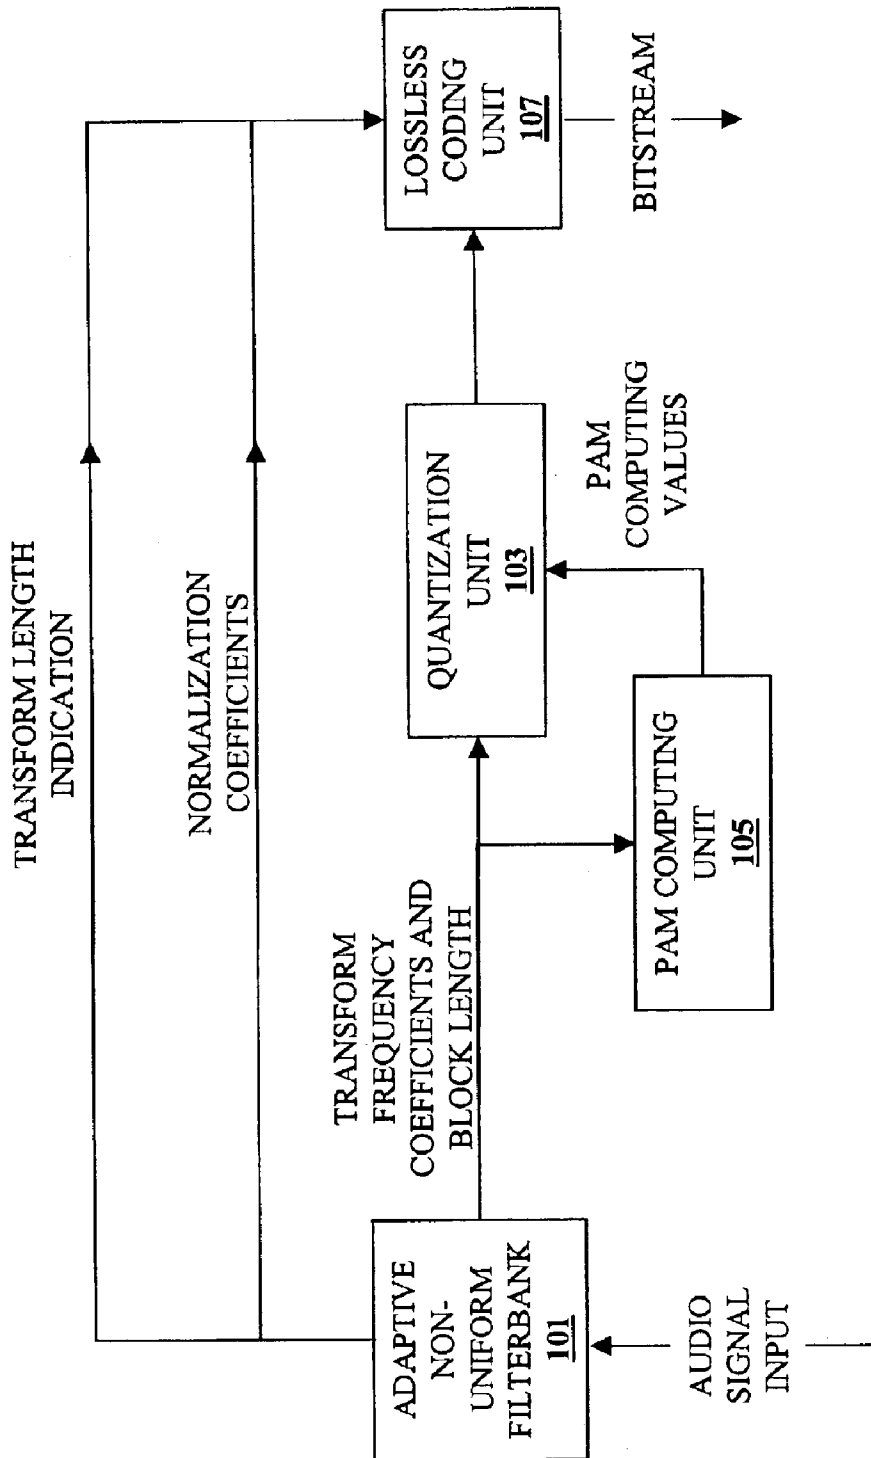 TRANSFORM LENGTH
INDICATION
NORMALIZATION
COEFFICIENTS
TRANSFORM
FREQUENCY
COEFFICIENTS AND
BLOCK LENGTH
ADAPTIVE
NON-
UNIFORM
FILTERBANK
101
AUDIO
SIGNAL
INPUT
QUANTIZATION
UNIT
103
PAM COMPUTING
UNIT
105
PAM
COMPUTING
VALUES
LOSSLESS
CODING
UNIT
107
BITSTREAM